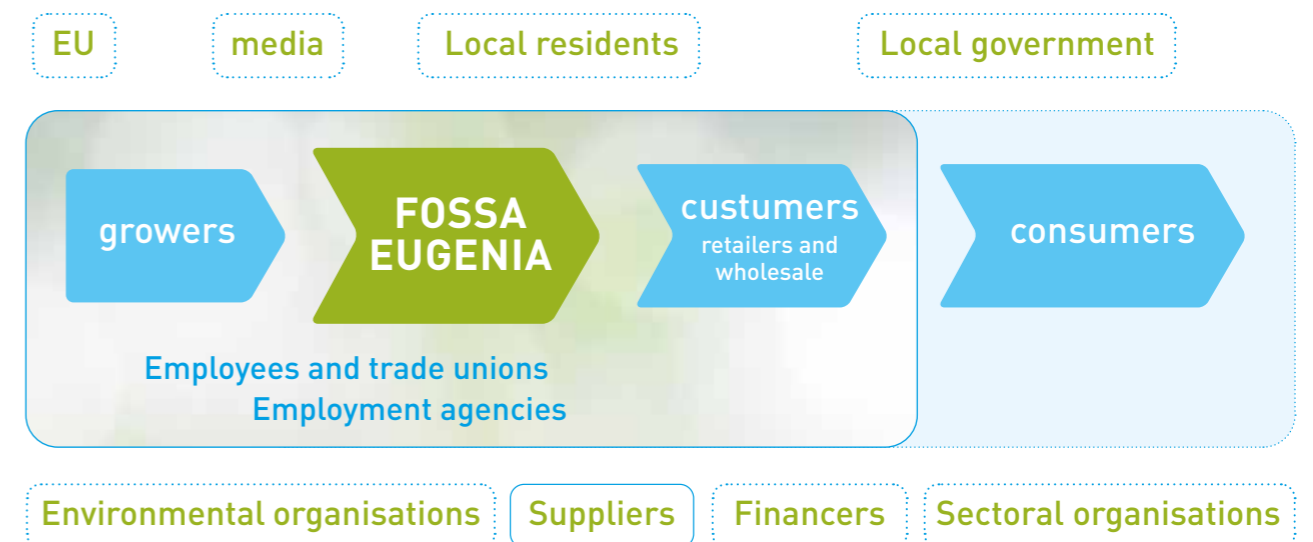 EU
media
Local residents
Local government
growers
FOSSA
EUGENIA
custumers
retailers and
wholesale
consumers
Employees and trade unions
Employment agencies
Environmental organisations
Suppliers
Financers
Sectoral organisations